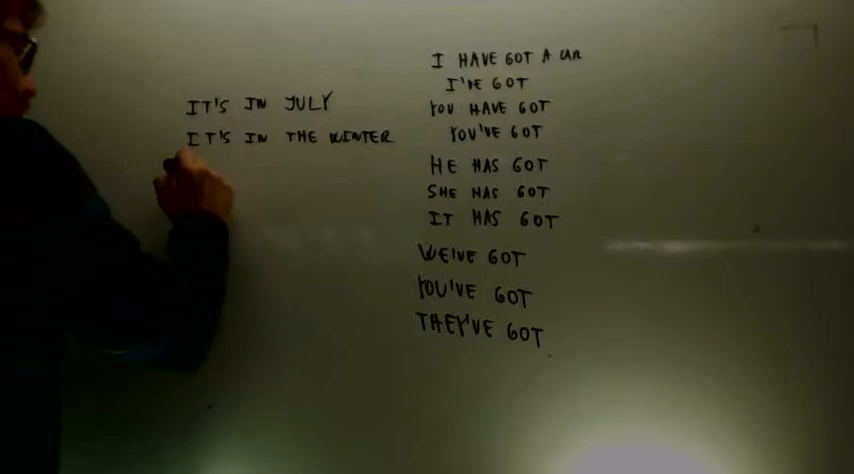 IT'S IN JULY
IT'S IN THE WINTER
I HAVE GOT A CAR
I'VE GOT
YOU HAVE GOT
YOU'VE GOT
HE HAS GOT
SHE HAS GOT
IT HAS GOT
WE'VE GOT
YOU'VE GOT
THEY'VE GOT